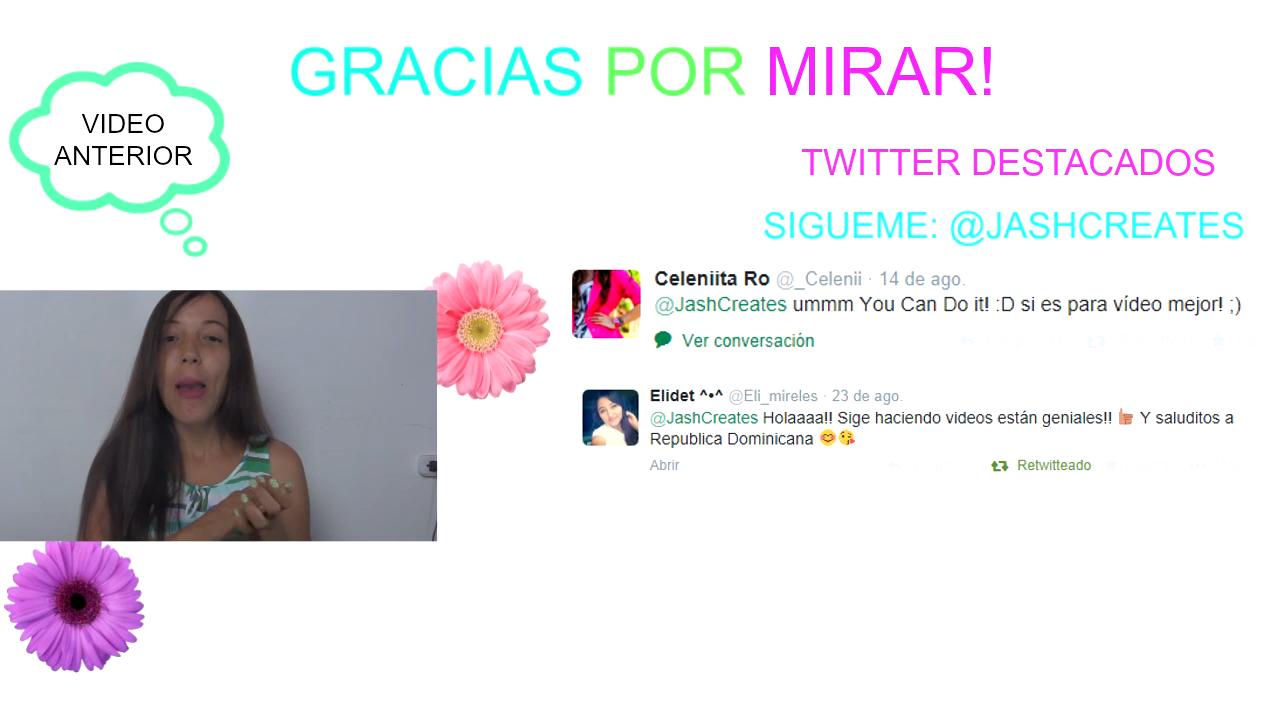 GRACIAS POR MIRAR!
VIDEO
ANTERIOR
TWITTER DESTACADOS
SIGUEME: @JASHCREATES
Celeniita Ro @_Celenii · 14 de ago.
@JashCreates ummm You Can Do it! :D si es para vídeo mejor! ;)
Ver conversación
Elidet ^•^ @Eli_mireles · 23 de ago.
@JashCreates Holaaaa!! Sige haciendo videos están geniales!! 👍 Y saluditos a
Republica Dominicana 😊😘
Abrir
Retwitteado